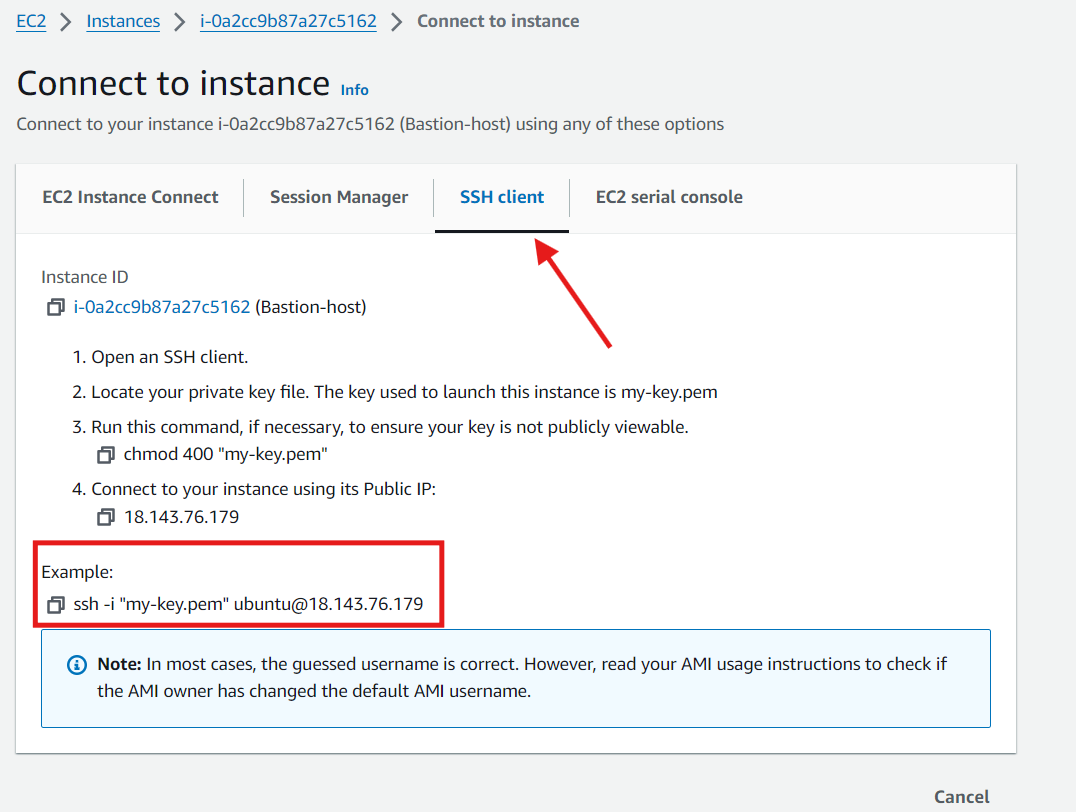 EC2 > Instances > i-0a2cc9b87a27c5162 > Connect to instance
Connect to instance Info
Connect to your instance i-0a2cc9b87a27c5162 (Bastion-host) using any of these options
EC2 Instance Connect Session Manager SSH client EC2 serial console
Instance ID
i-0a2cc9b87a27c5162 (Bastion-host)
1. Open an SSH client.
2. Locate your private key file. The key used to launch this instance is my-key.pem
3. Run this command, if necessary, to ensure your key is not publicly viewable.
chmod 400 "my-key.pem"
4. Connect to your instance using its Public IP:
18.143.76.179
Example:
ssh -i "my-key.pem" ubuntu@18.143.76.179
Note: In most cases, the guessed username is correct. However, read your AMI usage instructions to check if
the AMI owner has changed the default AMI username.
Cancel